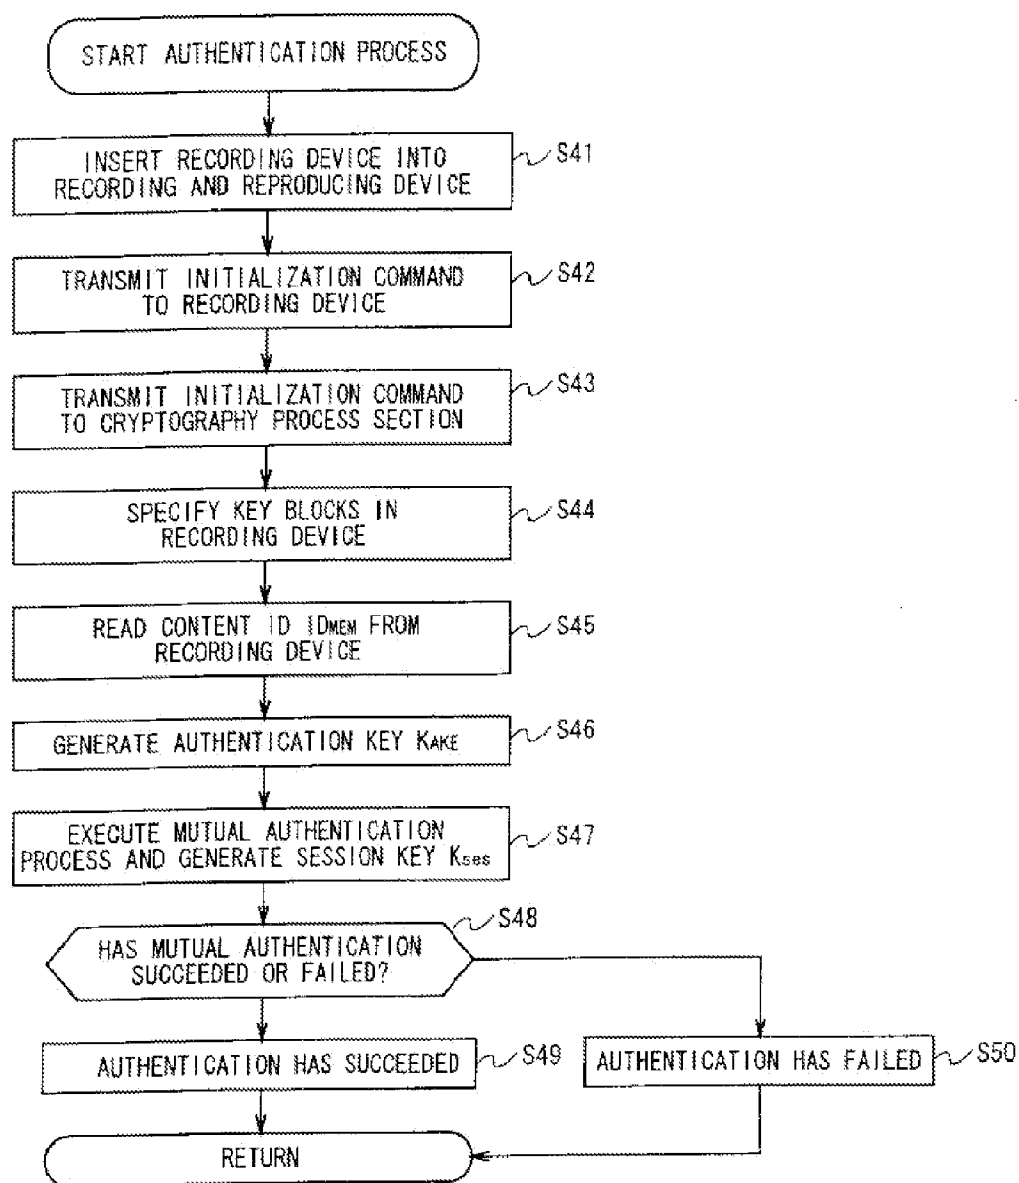 START AUTHENTICATION PROCESS
INSERT RECORDING DEVICE INTO
RECORDING AND REPRODUCING DEVICE
S41
TRANSMIT INITIALIZATION COMMAND
TO RECORDING DEVICE
S42
TRANSMIT INITIALIZATION COMMAND
TO CRYPTOGRAPHY PROCESS SECTION
S43
SPECIFY KEY BLOCKS IN
RECORDING DEVICE
S44
READ CONTENT ID IDMEM FROM
RECORDING DEVICE
S45
GENERATE AUTHENTICATION KEY KAKE
S46
EXECUTE MUTUAL AUTHENTICATION
PROCESS AND GENERATE SESSION KEY Kses
S47
HAS MUTUAL AUTHENTICATION
SUCCEEDED OR FAILED?
S48
AUTHENTICATION HAS SUCCEEDED
S49
AUTHENTICATION HAS FAILED
S50
RETURN